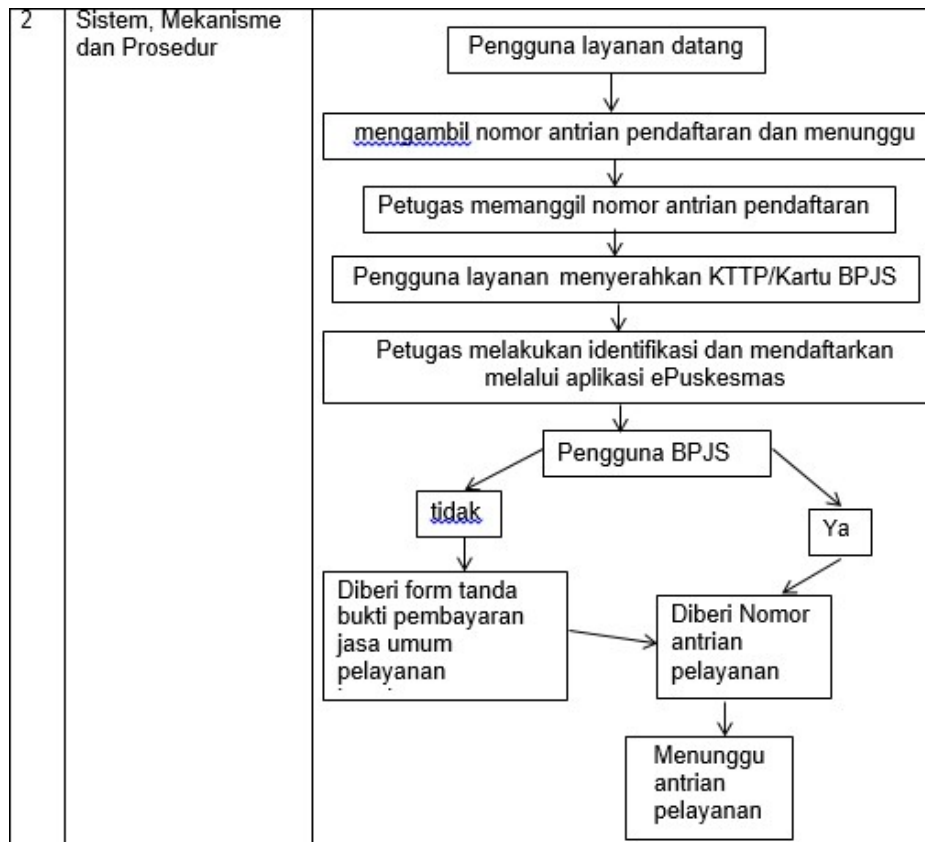 2
Sistem, Mekanisme
dan Prosedur
Pengguna layanan datang
mengambil nomor antrian pendaftaran dan menunggu
Petugas memanggil nomor antrian pendaftaran
Pengguna layanan menyerahkan KTTP/Kartu BPJS
Petugas melakukan identifikasi dan mendaftarkan
melalui aplikasi ePuskesmas
Pengguna BPJS
tidak
Ya
Diberi form tanda
bukti pembayaran
jasa umum
pelayanan
Diberi Nomor
antrian
pelayanan
Menunggu
antrian
pelayanan